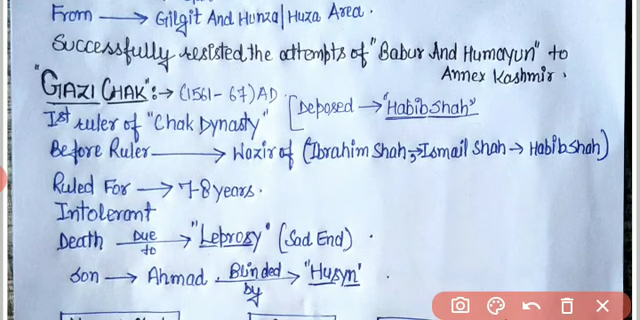 From → Gilgit And Hunza/Huza Area.
Successfully resisted the attempts of "Babur And Humayun" to
Annex Kashmir.
"GAZI CHAK":→ (1561-67) AD [Deposed → "Habib Shah"
Ist ruler of "Chak Dynasty"
Before Ruler → Wazir of (Ibrahim Shah → Ismail Shah → Habib Shah)
Ruled For → 7-8 years.
Intolerent
Death Due to → "Leprosy" (Sad End).
Son → Ahmad. Blinded by → "Husyn".